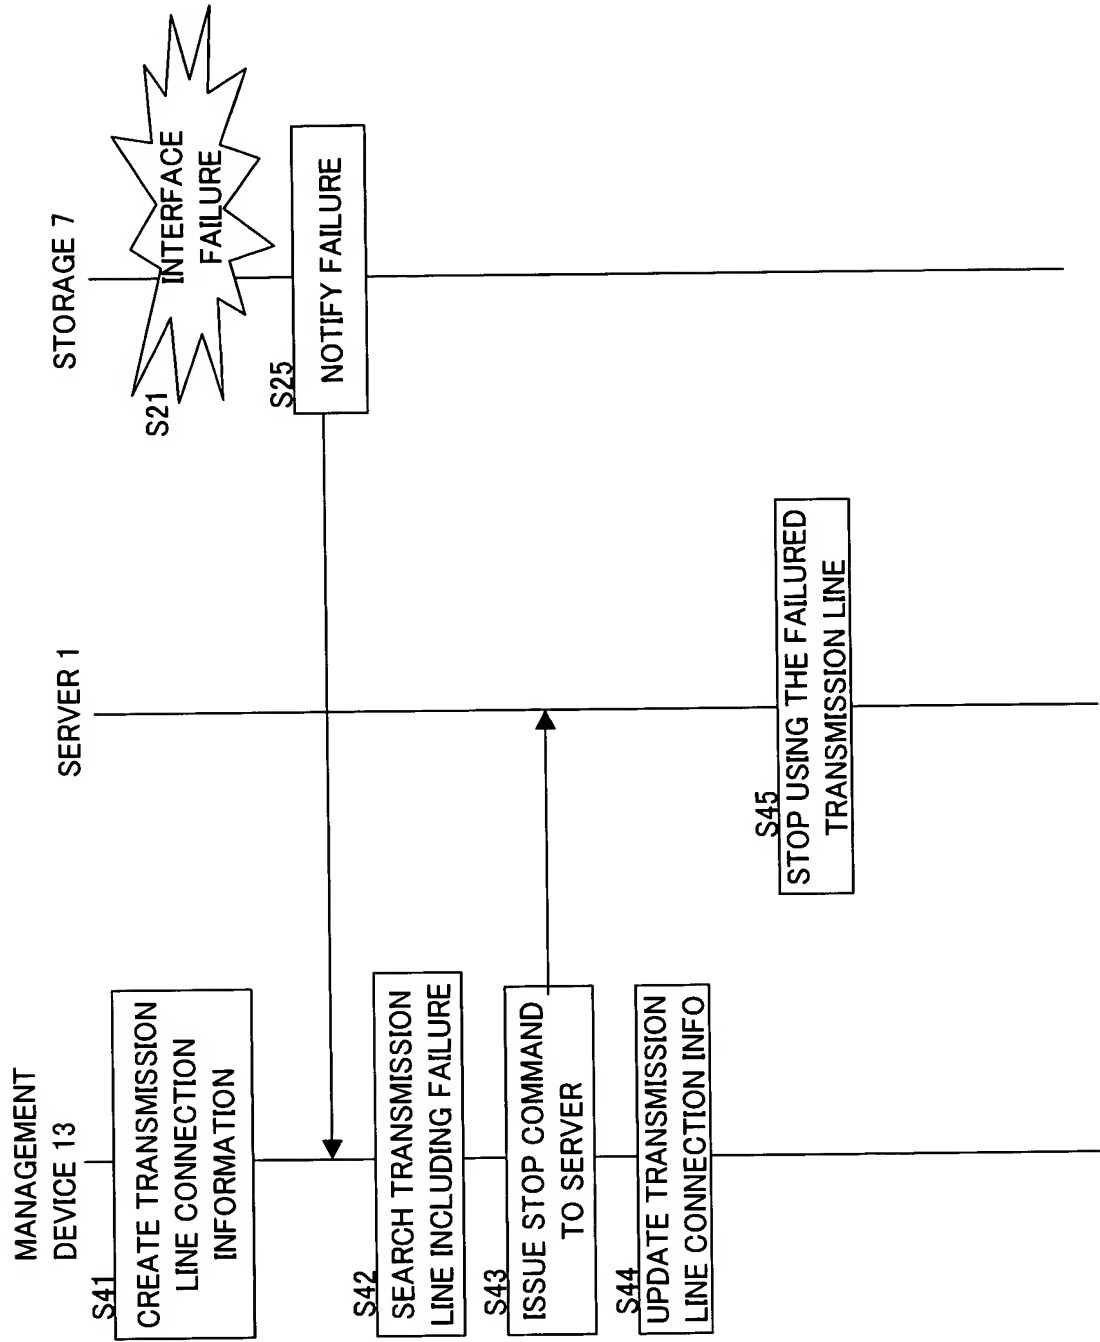 MANAGEMENT
DEVICE 13
SERVER 1
STORAGE 7
S41
CREATE TRANSMISSION
LINE CONNECTION
INFORMATION
S21
INTERFACE
FAILURE
S25
NOTIFY FAILURE
S42
SEARCH TRANSMISSION
LINE INCLUDING FAILURE
S43
ISSUE STOP COMMAND
TO SERVER
S44
UPDATE TRANSMISSION
LINE CONNECTION INFO
S45
STOP USING THE FAILURED
TRANSMISSION LINE